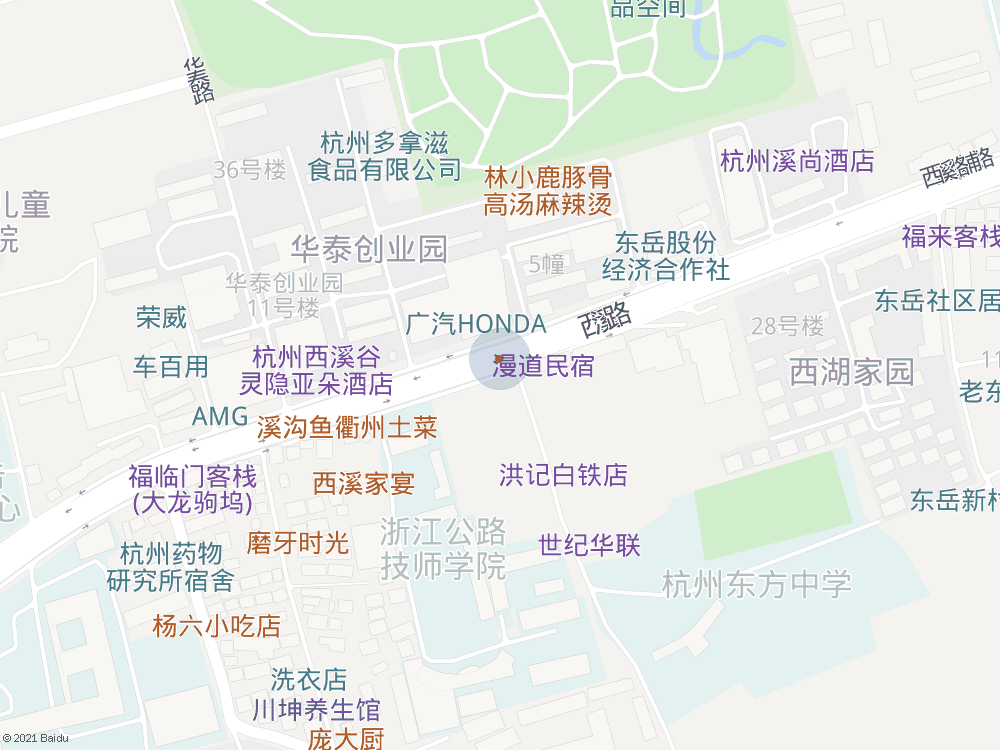 品空间
华泰路
杭州多拿滋
食品有限公司
36号楼
林小鹿豚骨
高汤麻辣烫
杭州溪尚酒店
西溪路辅路
儿童
院
华泰创业园
东岳股份
经济合作社
福来客栈
5幢
华泰创业园
11号楼
东岳社区居
荣威
广汽HONDA
西溪路
28号楼
车百用
杭州西溪谷
灵隐亚朵酒店
漫道民宿
西湖家园
11
老东
AMG
溪沟鱼衢州土菜
福临门客栈
(大龙驹坞)
西溪家宴
洪记白铁店
东岳新村
心
磨牙时光
浙江公路
技师学院
世纪华联
杭州药物
研究所宿舍
杭州东方中学
杨六小吃店
洗衣店
川坤养生馆
庞大厨
© 2021 Baidu